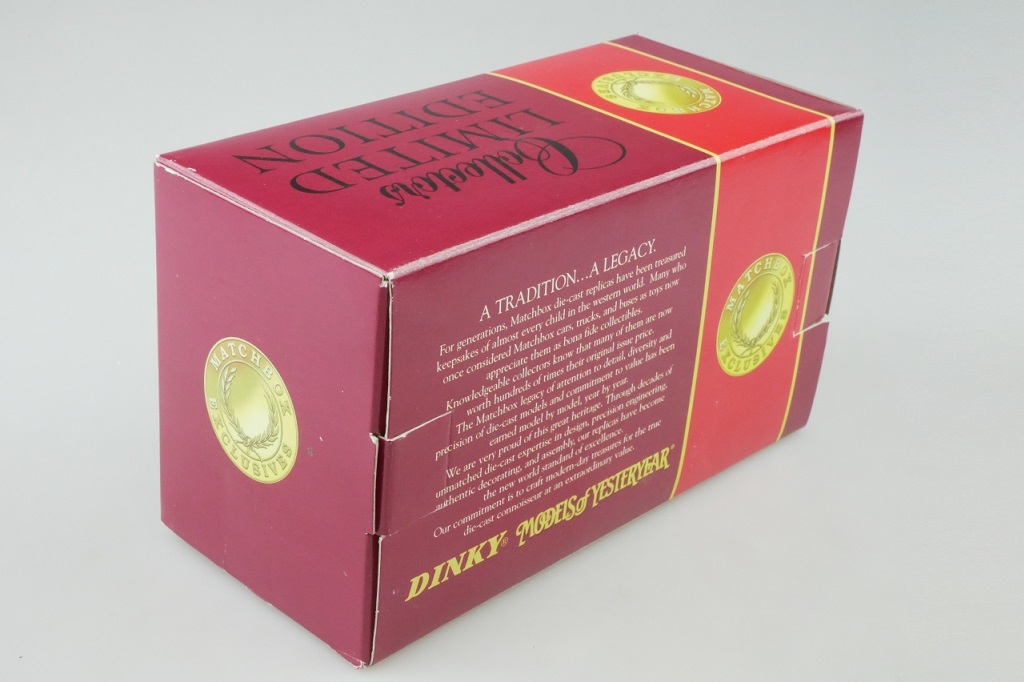 Collectors
LIMITED
EDITION
MATCHBOX
EXCLUSIVES
A TRADITION...A LEGACY.
For generations, Matchbox die-cast replicas have been treasured
keepsakes of almost every child in the western world. Many who
once considered Matchbox cars, trucks, and buses as toys now
appreciate them as bona fide collectibles.
Knowledgeable collectors know that many of them are now
worth hundreds of times their original issue price.
The Matchbox legacy of attention to detail, diversity and
precision of die-cast models and commitment to value has been
earned model by model, year by year.
We are very proud of this great heritage. Through decades of
unmatched die-cast expertise in design, precision engineering,
authentic decorating, and assembly, our replicas have become
the new world standard of excellence.
Our commitment is to craft modern-day treasures for the true
die-cast connoisseur at an extraordinary value.
DINKY® MODELS of YESTERYEAR®
MATCHBOX
EXCLUSIVES
MATCHBOX
EXCLUSIVES